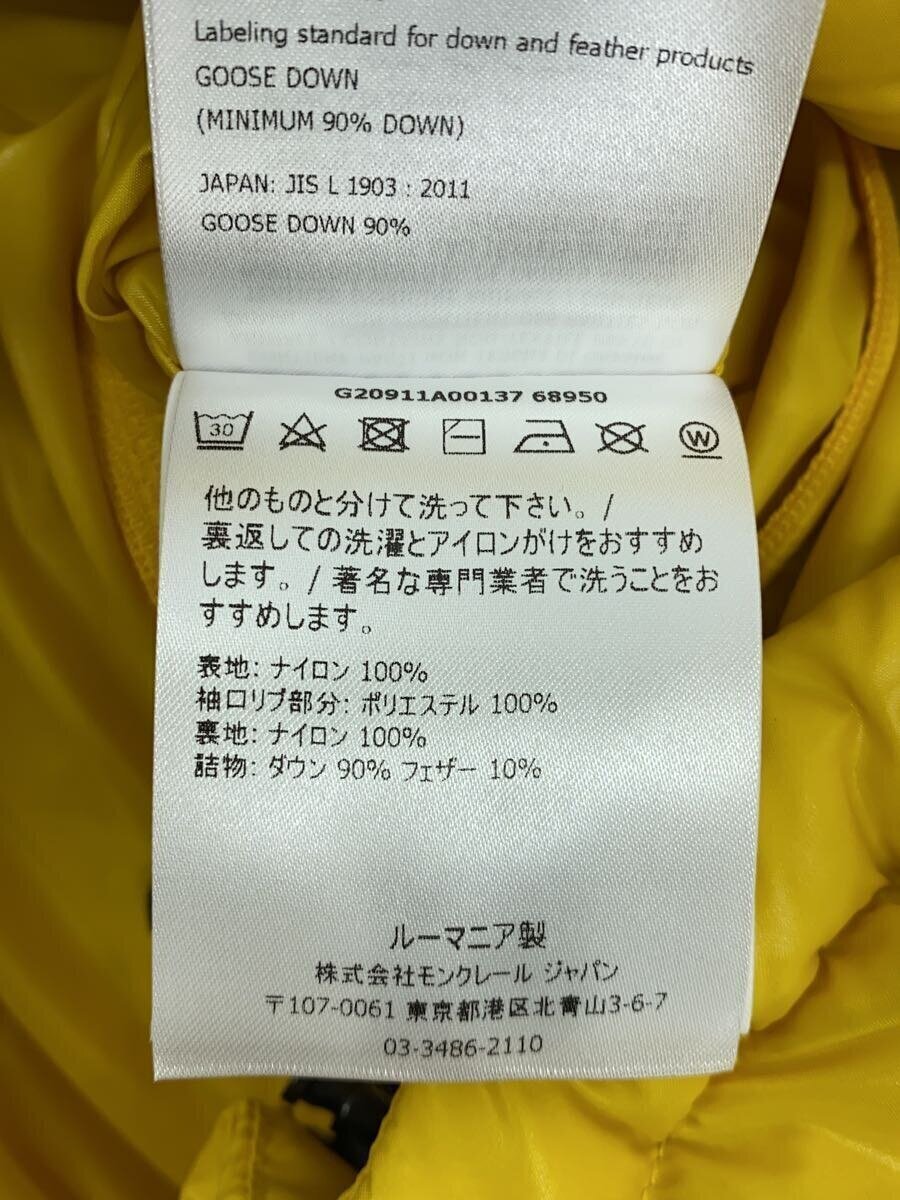 Labeling standard for down and feather products
GOOSE DOWN
(MINIMUM 90% DOWN)
JAPAN: JIS L 1903 : 2011
GOOSE DOWN 90%
G20911A00137 68950
30 W
他のものと分けて洗って下さい。/
裏返しての洗濯とアイロンがけをおすすめ
します。/ 著名な専門業者で洗うことをお
すすめします。
表地: ナイロン 100%
袖口リブ部分: ポリエステル 100%
裏地: ナイロン 100%
詰物: ダウン 90% フェザー 10%
ルーマニア製
株式会社モンクレール ジャパン
〒107-0061 東京都港区北青山3-6-7
03-3486-2110